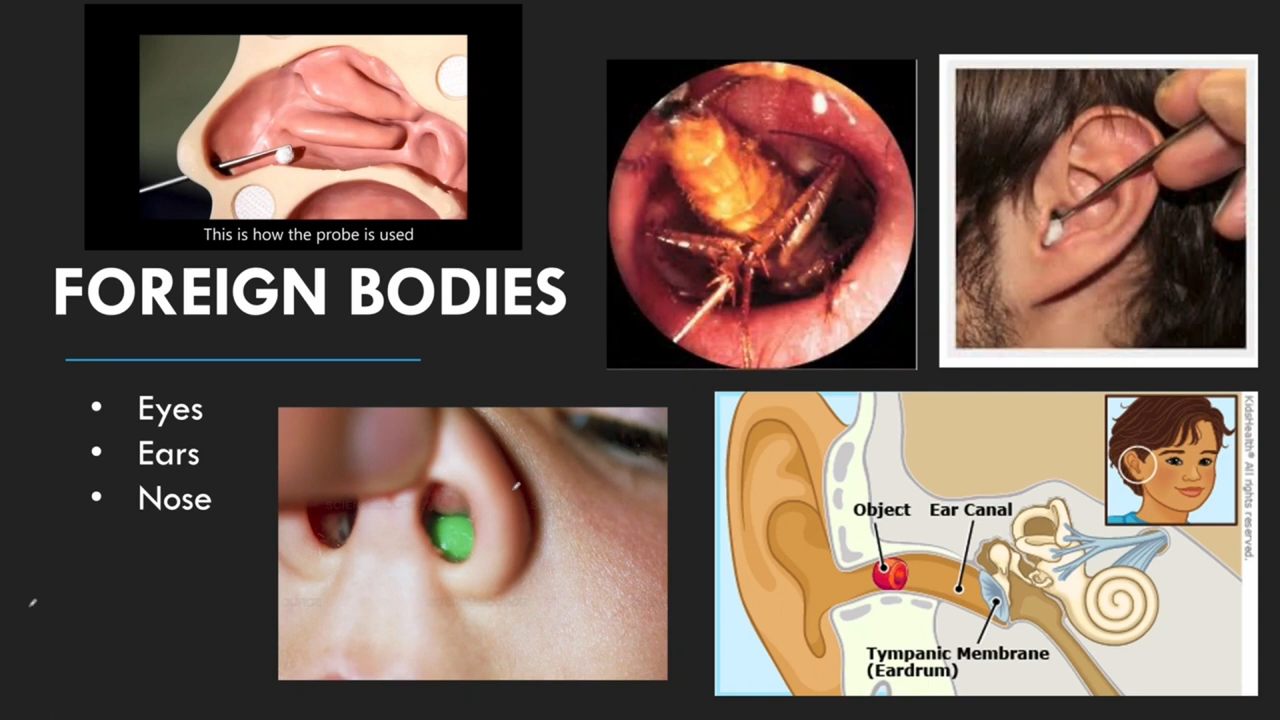 This is how the probe is used
FOREIGN BODIES
• Eyes
• Ears
• Nose
Object
Ear Canal
Tympanic Membrane
(Eardrum)
KidsHealth® All rights reserved.